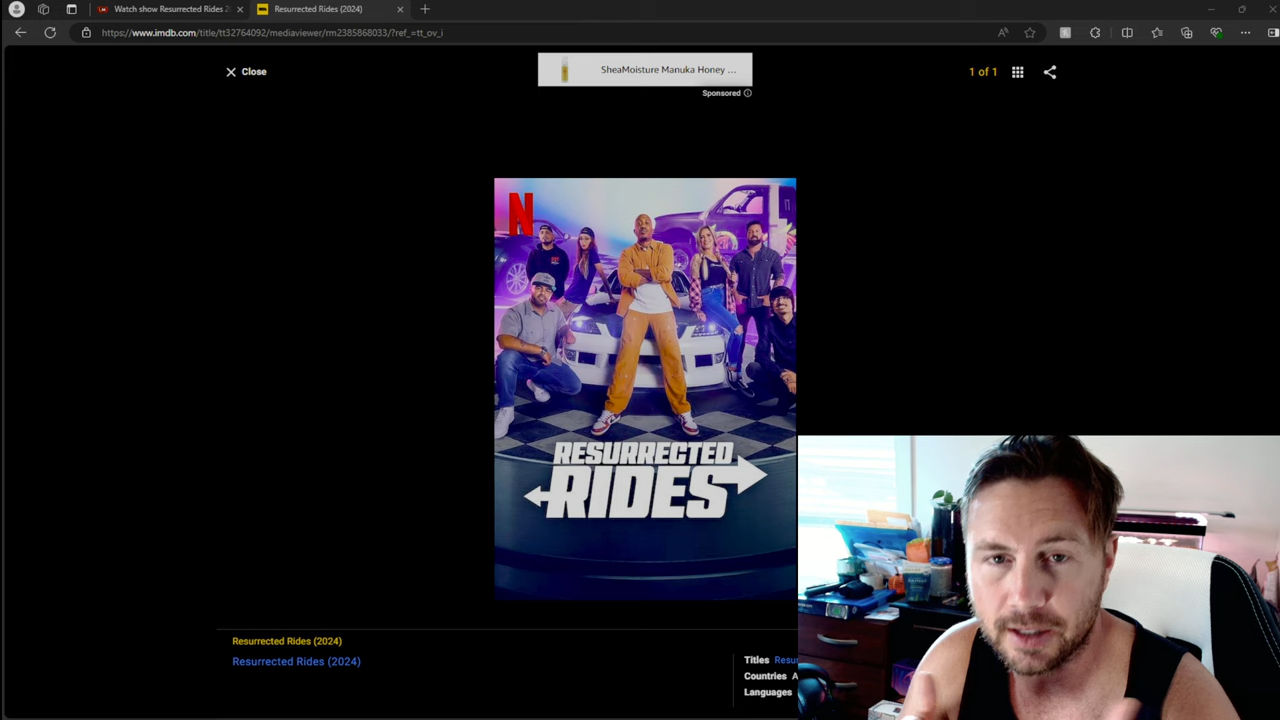 Watch show Resurrected Rides 2
Resurrected Rides (2024)
https://www.imdb.com/title/tt32764092/mediaviewer/rm2385868033/?ref_=tt_ov_i
Close
SheaMoisture Manuka Honey ...
Sponsored
1 of 1
N
RESURRECTED
RIDES
Resurrected Rides (2024)
Resurrected Rides (2024)
Titles Resu
Countries A
Languages